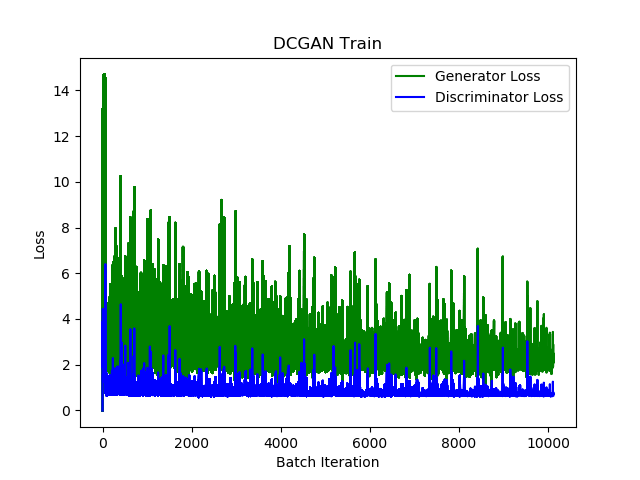 DCGAN Train
Generator Loss
Discriminator Loss
14
12
10
8
6
4
2
0
Loss
0 2000 4000 6000 8000 10000
Batch Iteration